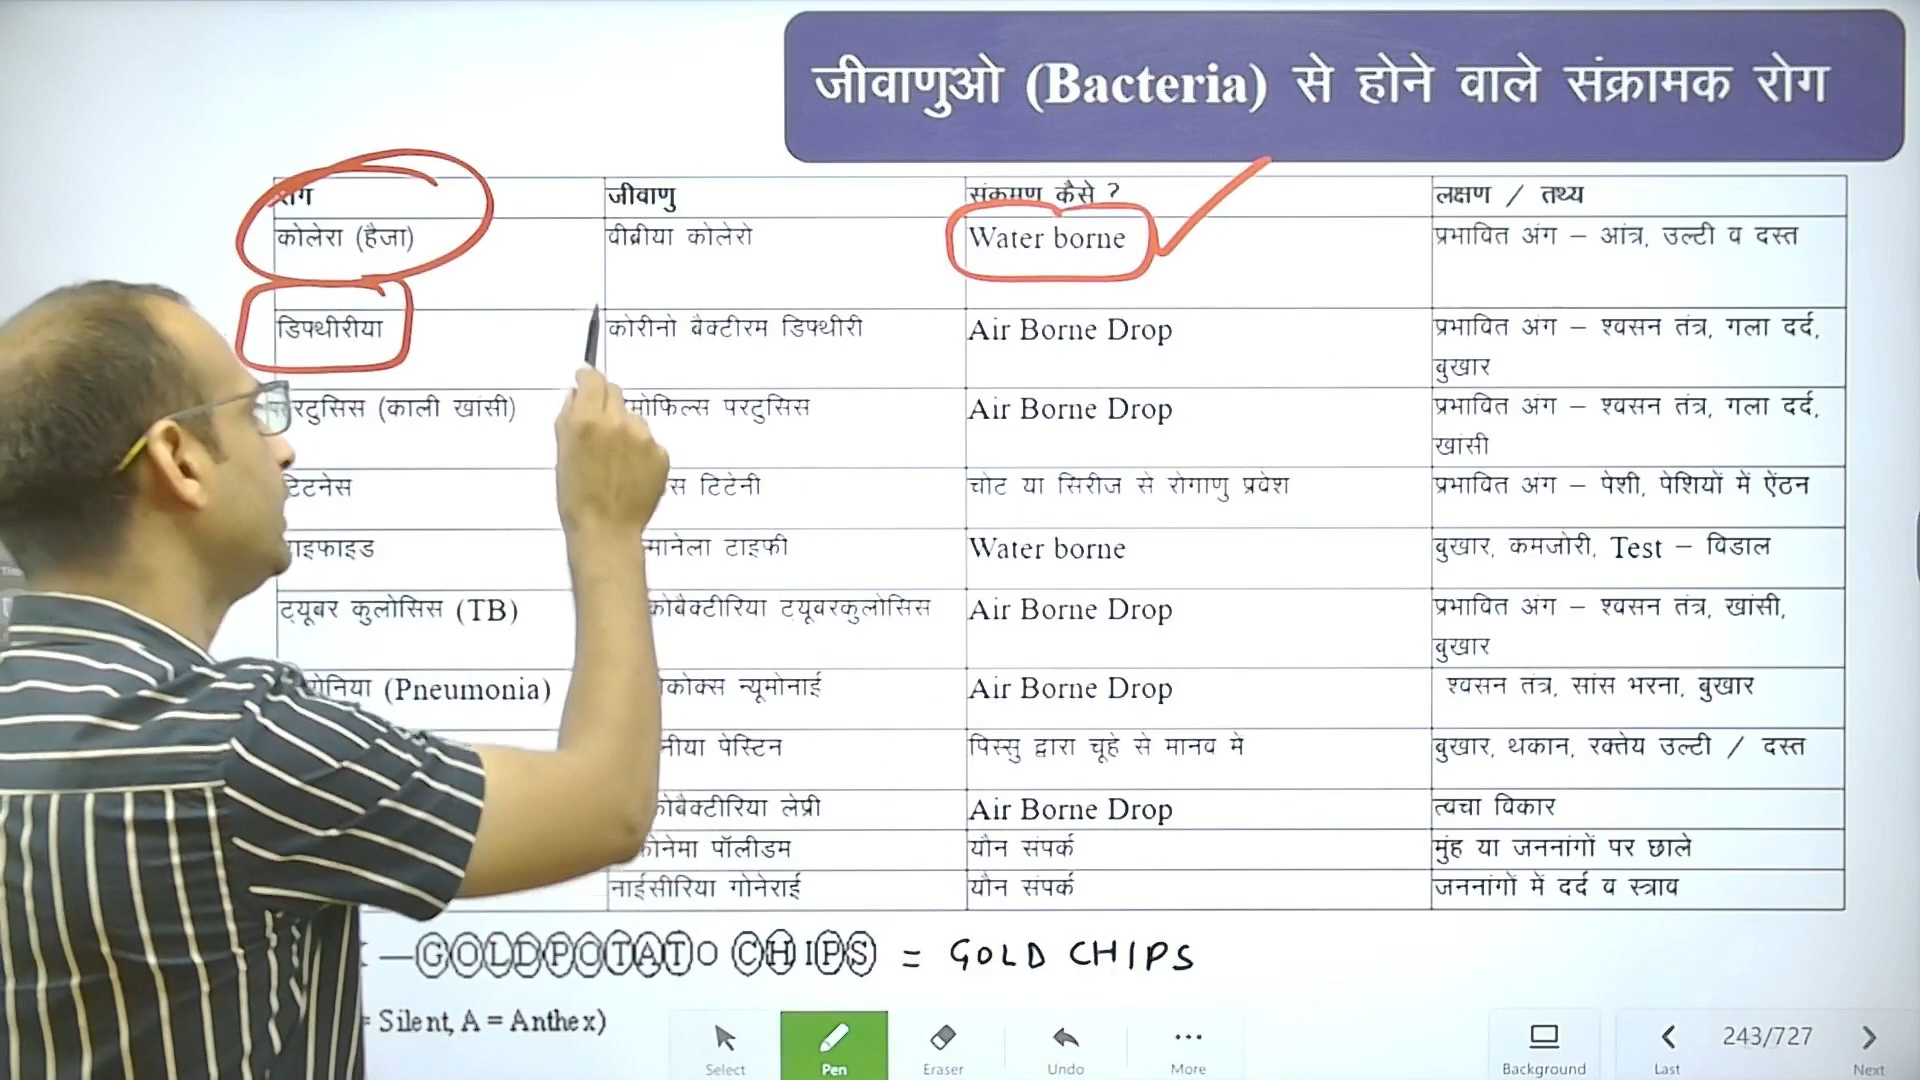 जीवाणुओ (Bacteria) से होने वाले संक्रामक रोग
रोग जीवाणु संक्रमण कैसे ? लक्षण / तथ्य
कोलेरा (हैजा) वीब्रीया कोलेरो Water borne प्रभावित अंग – आंत्र, उल्टी व दस्त
डिफ्थीरीया कोरीनो बैक्टीरम डिफ्थीरी Air Borne Drop प्रभावित अंग – श्वसन तंत्र, गला दर्द,
बुखार
रटुसिस (काली खांसी) मोफिल्स परटुसिस Air Borne Drop प्रभावित अंग – श्वसन तंत्र, गला दर्द,
खांसी
टिटनेस स टिटेनी चोट या सिरीज से रोगाणु प्रवेश प्रभावित अंग – पेशी, पेशियों में ऐंठन
ाइफाइड मानेला टाइफी Water borne बुखार, कमजोरी, Test – विडाल
ट्यूबर कुलोसिस (TB) कोबैक्टीरिया ट्यूबरकुलोसिस Air Borne Drop प्रभावित अंग – श्वसन तंत्र, खांसी,
बुखार
ोनिया (Pneumonia) कोक्स न्यूमोनाई Air Borne Drop श्वसन तंत्र, सांस भरना, बुखार
नीया पेस्टिन पिस्सु द्वारा चूहे से मानव में बुखार, थकान, रक्तेय उल्टी / दस्त
कोबैक्टीरिया लेप्री Air Borne Drop त्वचा विकार
ोनेमा पॉलीडम यौन संपर्क मुंह या जननांगों पर छाले
नाईसीरिया गोनेराई यौन संपर्क जननांगों में दर्द व स्त्राव
— GOLD POTATO CHIPS = GOLD CHIPS
= Silent, A = Anthex)
Select Pen Eraser Undo More Background Last 243/727 Next